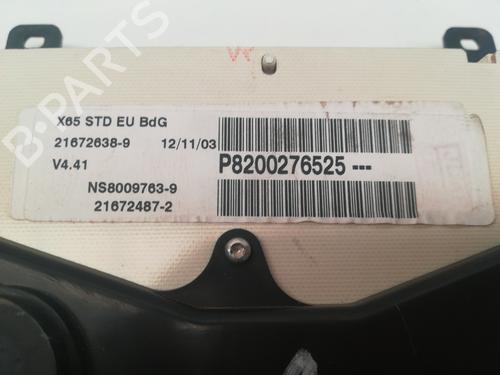 X65 STD EU BdG
21672638-9 12/11/03
V4.41
P8200276525 ---
NS8009763-9
21672487-2
B-PARTS